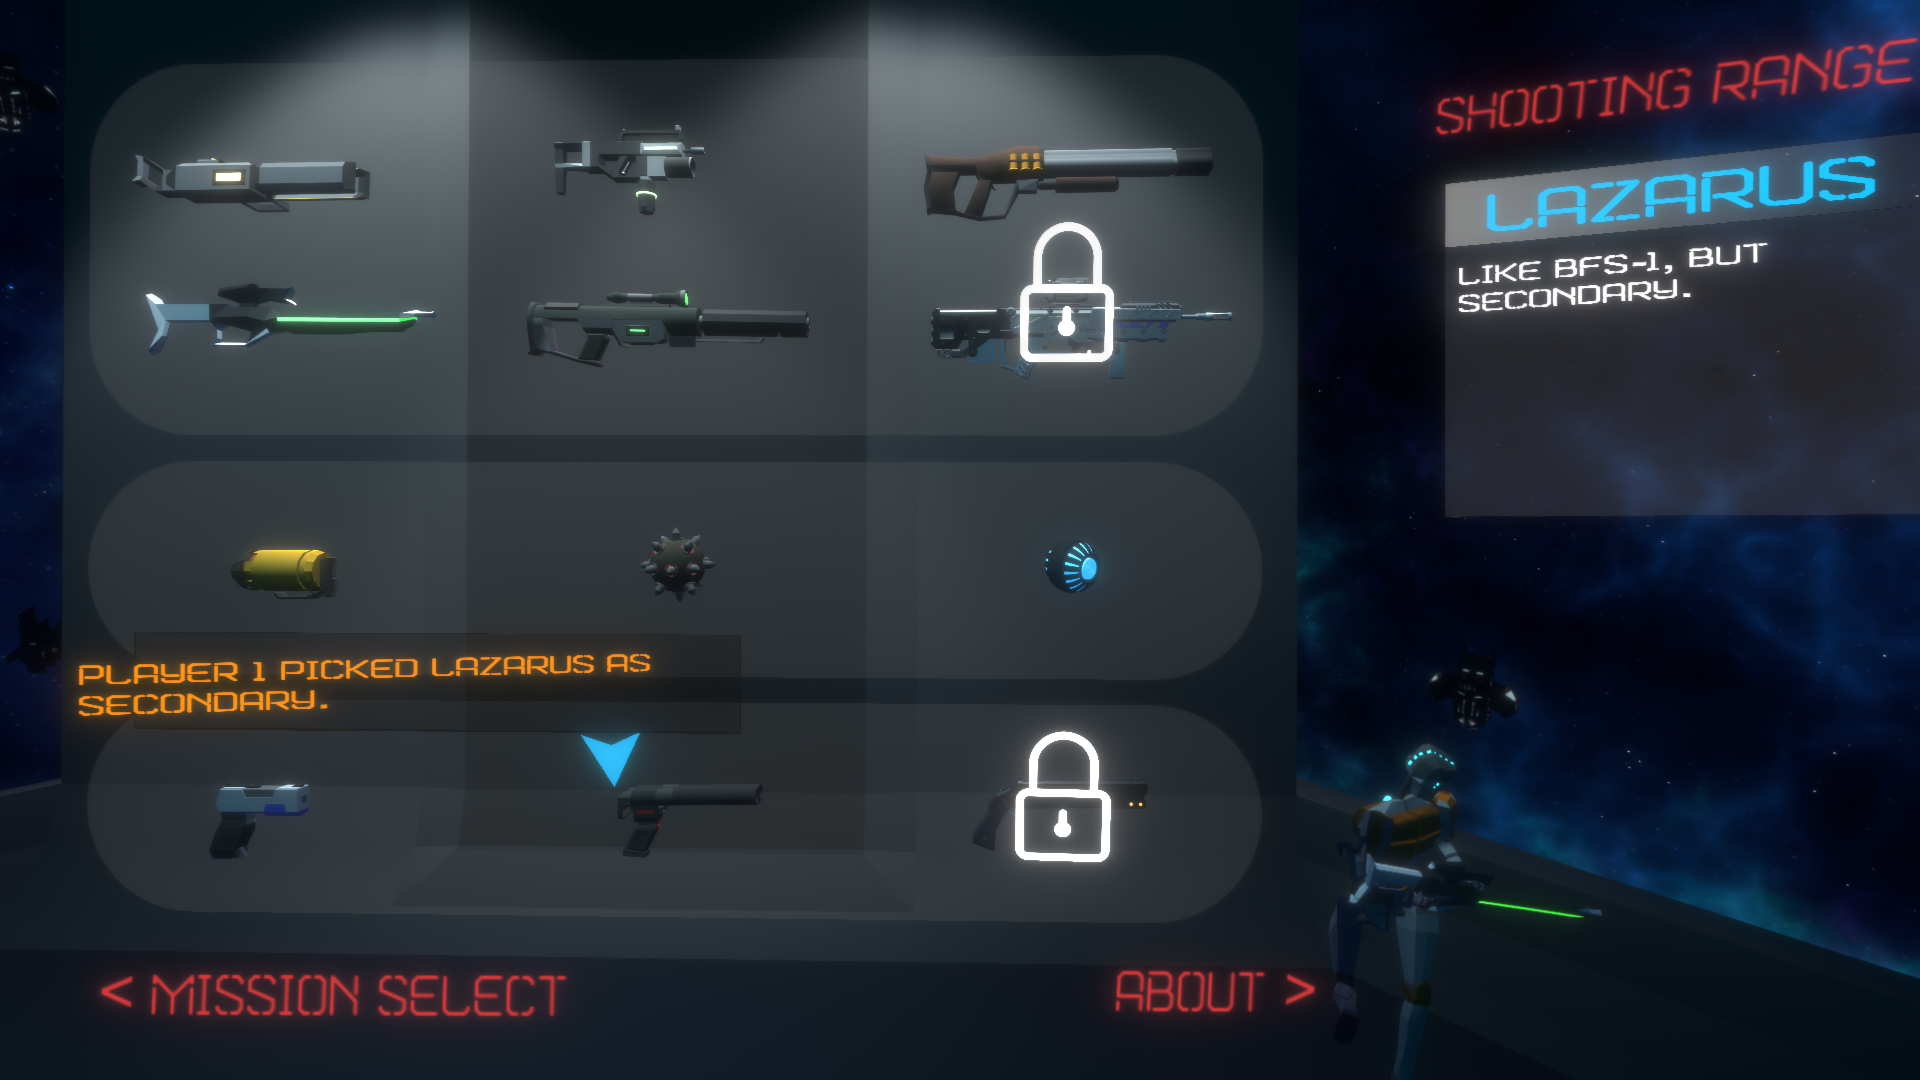 SHOOTING RANGE
LAZARUS
LIKE BFS-1, BUT
SECONDARY.
PLAYER 1 PICKED LAZARUS AS
SECONDARY.
< MISSION SELECT
ABOUT >